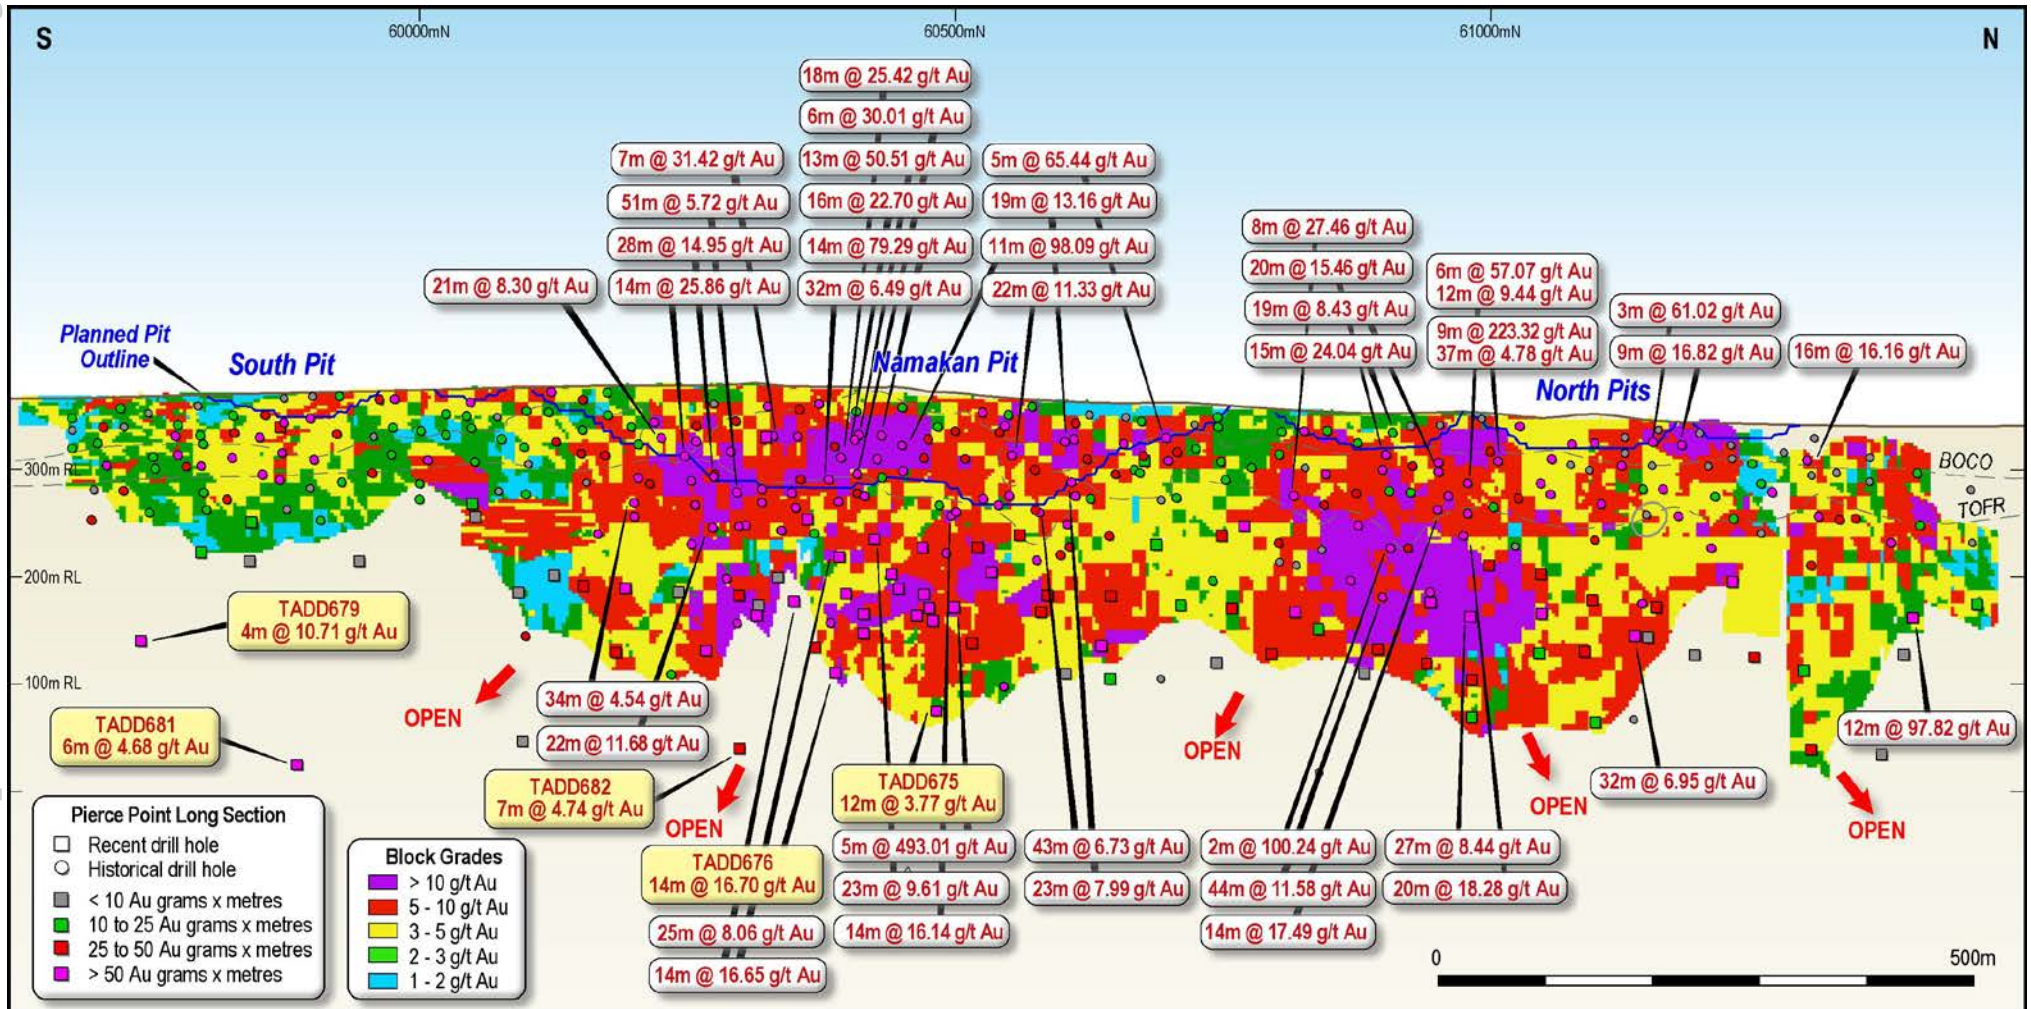 S
60000mN
60500mN
61000mN
N
18m @ 25.42 g/t Au
6m @ 30.01 g/t Au
7m @ 31.42 g/t Au
13m @ 50.51 g/t Au
5m @ 65.44 g/t Au
51m @ 5.72 g/t Au
16m @ 22.70 g/t Au
19m @ 13.16 g/t Au
28m @ 14.95 g/t Au
14m @ 79.29 g/t Au
11m @ 98.09 g/t Au
21m @ 8.30 g/t Au
14m @ 25.86 g/t Au
32m @ 6.49 g/t Au
22m @ 11.33 g/t Au
8m @ 27.46 g/t Au
20m @ 15.46 g/t Au
19m @ 8.43 g/t Au
15m @ 24.04 g/t Au
6m @ 57.07 g/t Au
12m @ 9.44 g/t Au
9m @ 223.32 g/t Au
37m @ 4.78 g/t Au
3m @ 61.02 g/t Au
9m @ 16.82 g/t Au
16m @ 16.16 g/t Au
Planned Pit
Outline
South Pit
Namakan Pit
North Pits
300m RL
BOCO
TOFR
200m RL
100m RL
TADD679
4m @ 10.71 g/t Au
TADD681
6m @ 4.68 g/t Au
OPEN
34m @ 4.54 g/t Au
22m @ 11.68 g/t Au
TADD682
7m @ 4.74 g/t Au
OPEN
TADD676
14m @ 16.70 g/t Au
25m @ 8.06 g/t Au
14m @ 16.65 g/t Au
TADD675
12m @ 3.77 g/t Au
5m @ 493.01 g/t Au
23m @ 9.61 g/t Au
14m @ 16.14 g/t Au
43m @ 6.73 g/t Au
23m @ 7.99 g/t Au
OPEN
2m @ 100.24 g/t Au
44m @ 11.58 g/t Au
14m @ 17.49 g/t Au
27m @ 8.44 g/t Au
20m @ 18.28 g/t Au
OPEN
32m @ 6.95 g/t Au
12m @ 97.82 g/t Au
OPEN
Pierce Point Long Section
Recent drill hole
Historical drill hole
< 10 Au grams x metres
10 to 25 Au grams x metres
25 to 50 Au grams x metres
> 50 Au grams x metres
Block Grades
> 10 g/t Au
5 - 10 g/t Au
3 - 5 g/t Au
2 - 3 g/t Au
1 - 2 g/t Au
0
500m